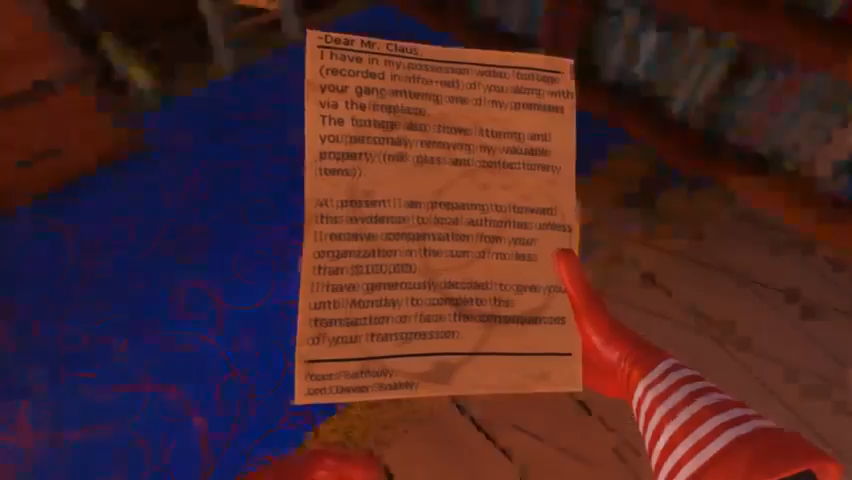 -Dear Mr. Claus,
I have in my possession video footage
(recorded in infra-red) of you along with
your gang entering one of my premises
via the fireplace.
The footage also shows littering and
you personally removing my valuable
property (milk glass and confectionery
items).
At present I am preparing to forward
this evidence to local authorities unless
I receive compensation from your
organization in the sum of no less
than $100,000.
I have generously decided to give you
until Monday to complete the
transaction or face the consequences
of your transgression.